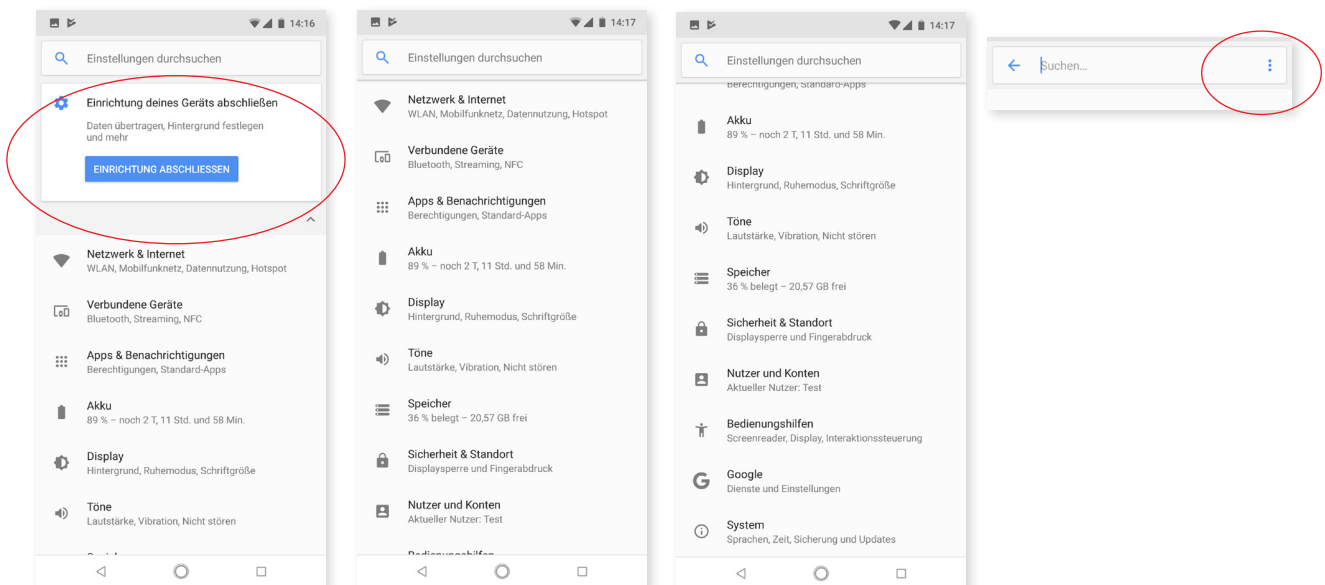 14:16
Einstellungen durchsuchen
Einrichtung deines Geräts abschließen
Daten übertragen, Hintergrund festlegen
und mehr
EINRICHTUNG ABSCHLIESSEN
Netzwerk & Internet
WLAN, Mobilfunknetz, Datennutzung, Hotspot
Verbundene Geräte
Bluetooth, Streaming, NFC
Apps & Benachrichtigungen
Berechtigungen, Standard-Apps
Akku
89 % – noch 2 T, 11 Std. und 58 Min.
Display
Hintergrund, Ruhemodus, Schriftgröße
Töne
Lautstärke, Vibration, Nicht stören
14:17
Einstellungen durchsuchen
Netzwerk & Internet
WLAN, Mobilfunknetz, Datennutzung, Hotspot
Verbundene Geräte
Bluetooth, Streaming, NFC
Apps & Benachrichtigungen
Berechtigungen, Standard-Apps
Akku
89 % – noch 2 T, 11 Std. und 58 Min.
Display
Hintergrund, Ruhemodus, Schriftgröße
Töne
Lautstärke, Vibration, Nicht stören
Speicher
36 % belegt – 20,57 GB frei
Sicherheit & Standort
Displaysperre und Fingerabdruck
Nutzer und Konten
Aktueller Nutzer: Test
Bedienungshilfen
14:17
Einstellungen durchsuchen
Berechtigungen, Standard-Apps
Akku
89 % – noch 2 T, 11 Std. und 58 Min.
Display
Hintergrund, Ruhemodus, Schriftgröße
Töne
Lautstärke, Vibration, Nicht stören
Speicher
36 % belegt – 20,57 GB frei
Sicherheit & Standort
Displaysperre und Fingerabdruck
Nutzer und Konten
Aktueller Nutzer: Test
Bedienungshilfen
Screenreader, Display, Interaktionssteuerung
Google
Dienste und Einstellungen
System
Sprachen, Zeit, Sicherung und Updates
Suchen...